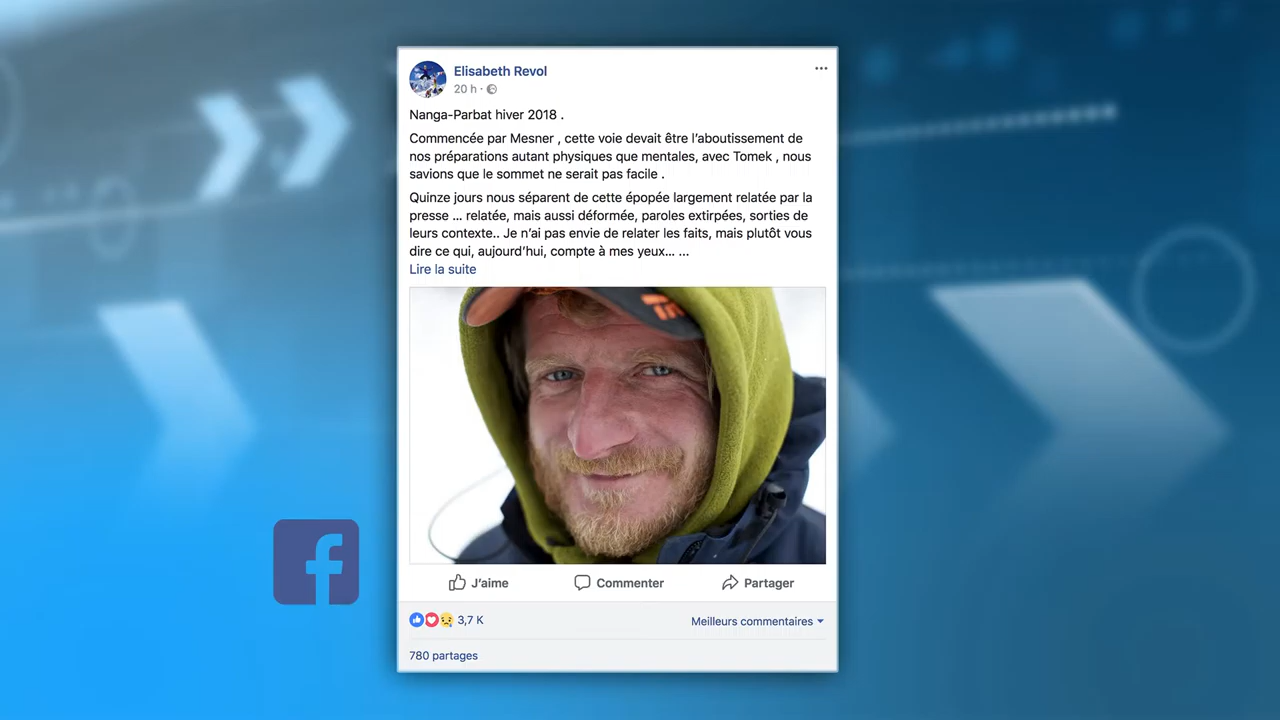 Elisabeth Revol
20 h
Nanga-Parbat hiver 2018 .
Commencée par Mesner , cette voie devait être l'aboutissement de
nos préparations autant physiques que mentales, avec Tomek , nous
savions que le sommet ne serait pas facile .
Quinze jours nous séparent de cette épopée largement relatée par la
presse ... relatée, mais aussi déformée, paroles extirpées, sorties de
leurs contexte.. Je n'ai pas envie de relater les faits, mais plutôt vous
dire ce qui, aujourd'hui, compte à mes yeux... ...
Lire la suite
J'aime Commenter Partager
3,7 K Meilleurs commentaires
780 partages